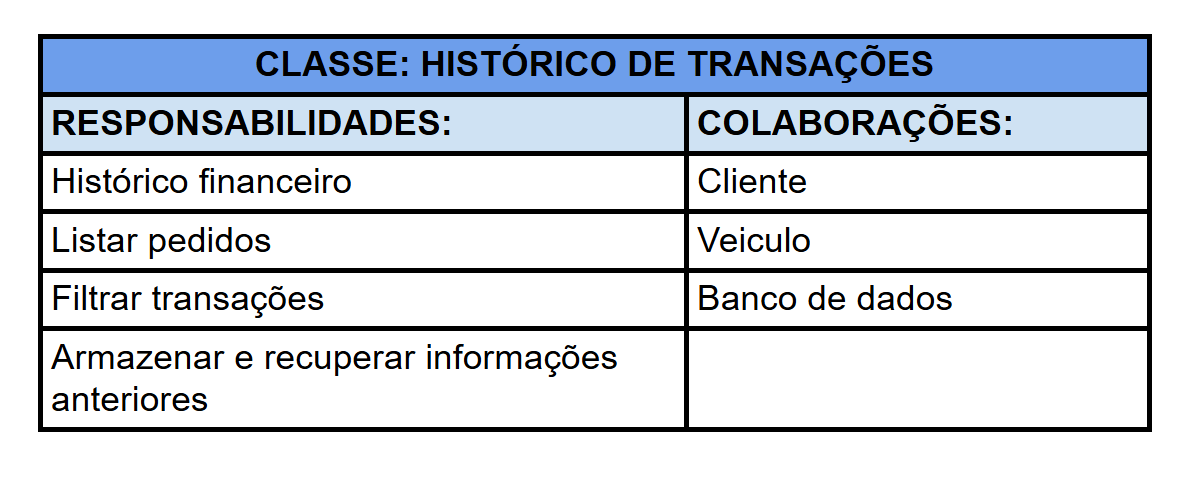 CLASSE: HISTÓRICO DE TRANSAÇÕES
RESPONSABILIDADES:
COLABORAÇÕES:
Histórico financeiro
Cliente
Listar pedidos
Veiculo
Filtrar transações
Banco de dados
Armazenar e recuperar informações
anteriores